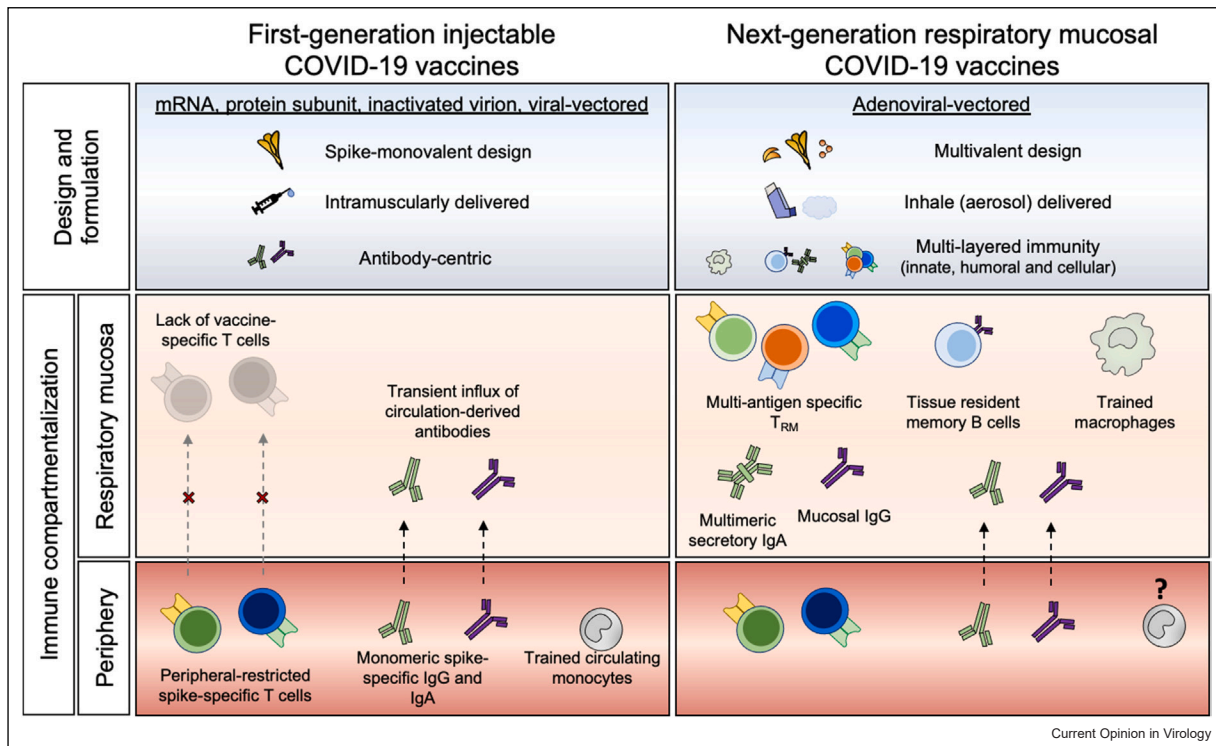 First-generation injectable
COVID-19 vaccines
Next-generation respiratory mucosal
COVID-19 vaccines
Design and
formulation
mRNA, protein subunit, inactivated virion, viral-vectored
Spike-monovalent design
Intramuscularly delivered
Antibody-centric
Adenoviral-vectored
Multivalent design
Inhale (aerosol) delivered
Multi-layered immunity
(innate, humoral and cellular)
Immune compartmentalization
Respiratory mucosa
Lack of vaccine-
specific T cells
Transient influx of
circulation-derived
antibodies
Multi-antigen specific
TRM
Tissue resident
memory B cells
Trained
macrophages
Multimeric
secretory IgA
Mucosal IgG
Periphery
Peripheral-restricted
spike-specific T cells
Monomeric spike-
specific IgG and
IgA
Trained circulating
monocytes
?
Current Opinion in Virology